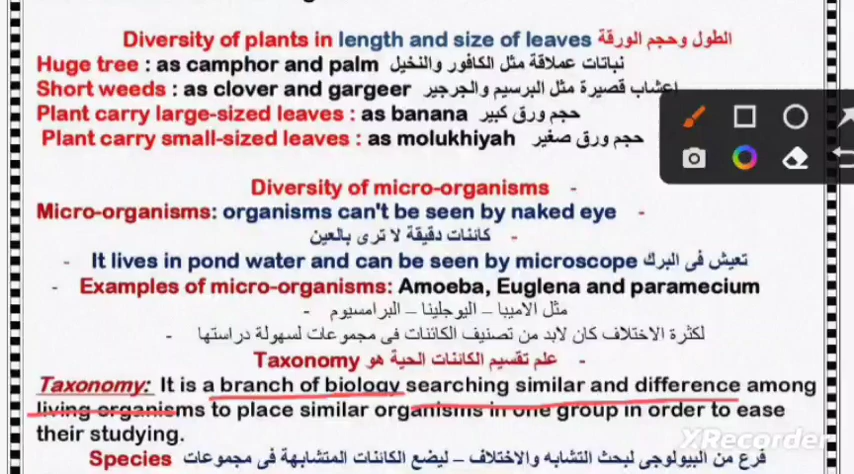 Diversity of plants in length and size of leaves الطول وحجم الورقة
Huge tree : as camphor and palm نباتات عملاقة مثل الكافور والنخيل
Short weeds : as clover and gargeer اعشاب قصيرة مثل البرسيم والجرجير
Plant carry large-sized leaves : as banana حجم ورق كبير
Plant carry small-sized leaves : as molukhiyah حجم ورق صغير
Diversity of micro-organisms -
Micro-organisms: organisms can't be seen by naked eye -
كائنات دقيقة لا ترى بالعين -
- It lives in pond water and can be seen by microscope تعيش فى البرك
- Examples of micro-organisms: Amoeba, Euglena and paramecium
مثل الاميبا – اليوجلينا – البرامسيوم -
لكثرة الاختلاف كان لابد من تصنيف الكائنات فى مجموعات لسهولة دراستها -
Taxonomy علم تقسيم الكائنات الحية هو -
Taxonomy: It is a branch of biology searching similar and difference among
living organisms to place similar organisms in one group in order to ease
their studying.
XRecorder
Species فرع من البيولوجى لبحث التشابه والاختلاف – ليضع الكائنات المتشابهة فى مجموعات